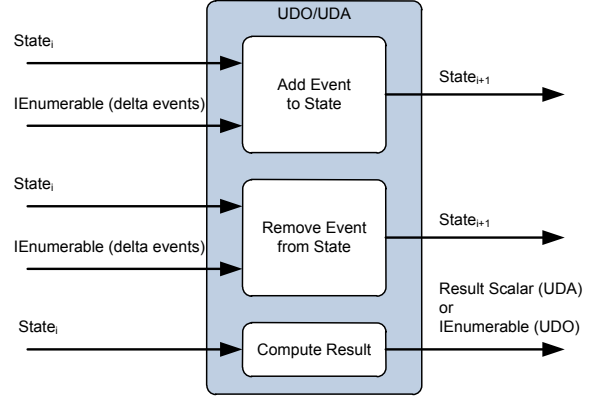 UDO/UDA
State_i
IEnumerable (delta events)
Add Event
to State
State_i+1
State_i
IEnumerable (delta events)
Remove Event
from State
State_i+1
State_i
Compute Result
Result Scalar (UDA)
or
IEnumerable (UDO)